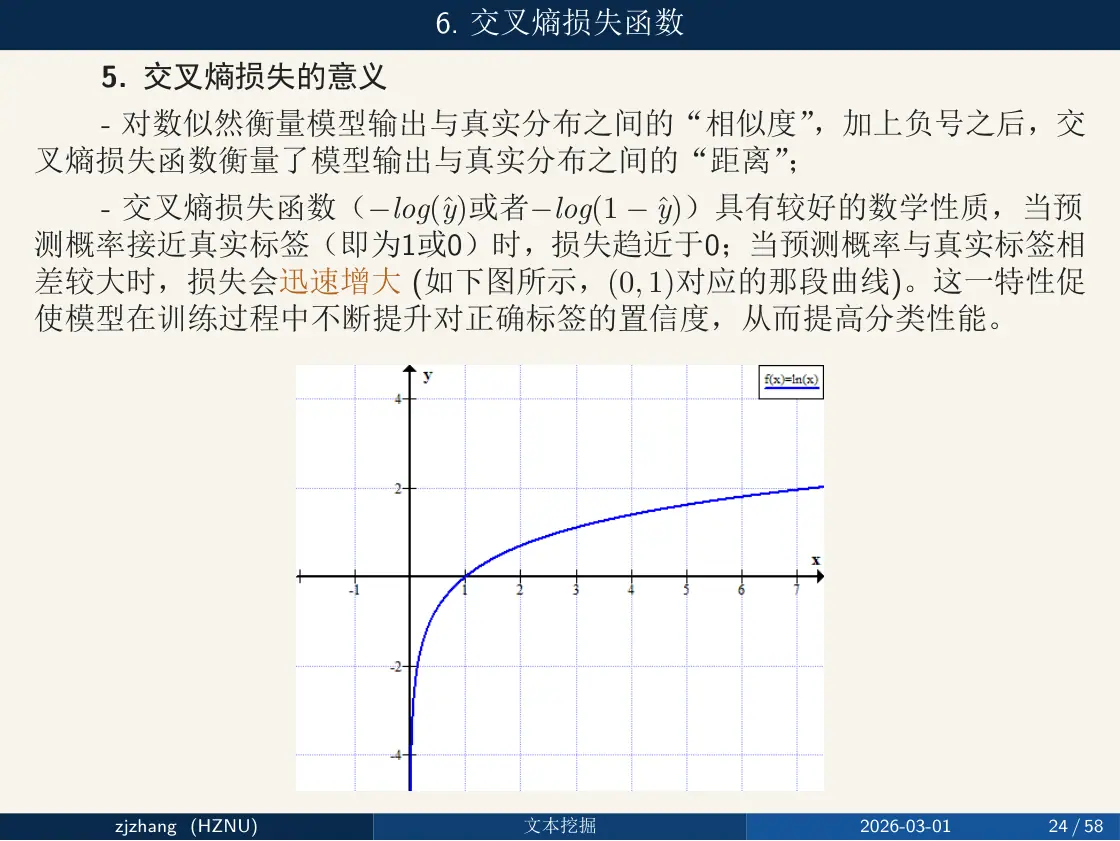 6. 交叉熵损失函数
5. 交叉熵损失的意义
- 对数似然衡量模型输出与真实分布之间的“相似度”，加上负号之后，交
叉熵损失函数衡量了模型输出与真实分布之间的“距离”；
- 交叉熵损失函数（−log(ŷ)或者−log(1 − ŷ)）具有较好的数学性质，当预
测概率接近真实标签（即为1或0）时，损失趋近于0；当预测概率与真实标签相
差较大时，损失会迅速增大 (如下图所示，(0, 1)对应的那段曲线)。这一特性促
使模型在训练过程中不断提升对正确标签的置信度，从而提高分类性能。
y
f(x)=ln(x)
4
2
x
-1 1 2 3 4 5 6 7
-2
-4
zjzhang (HZNU) 文本挖掘 2026-03-01 24 / 58